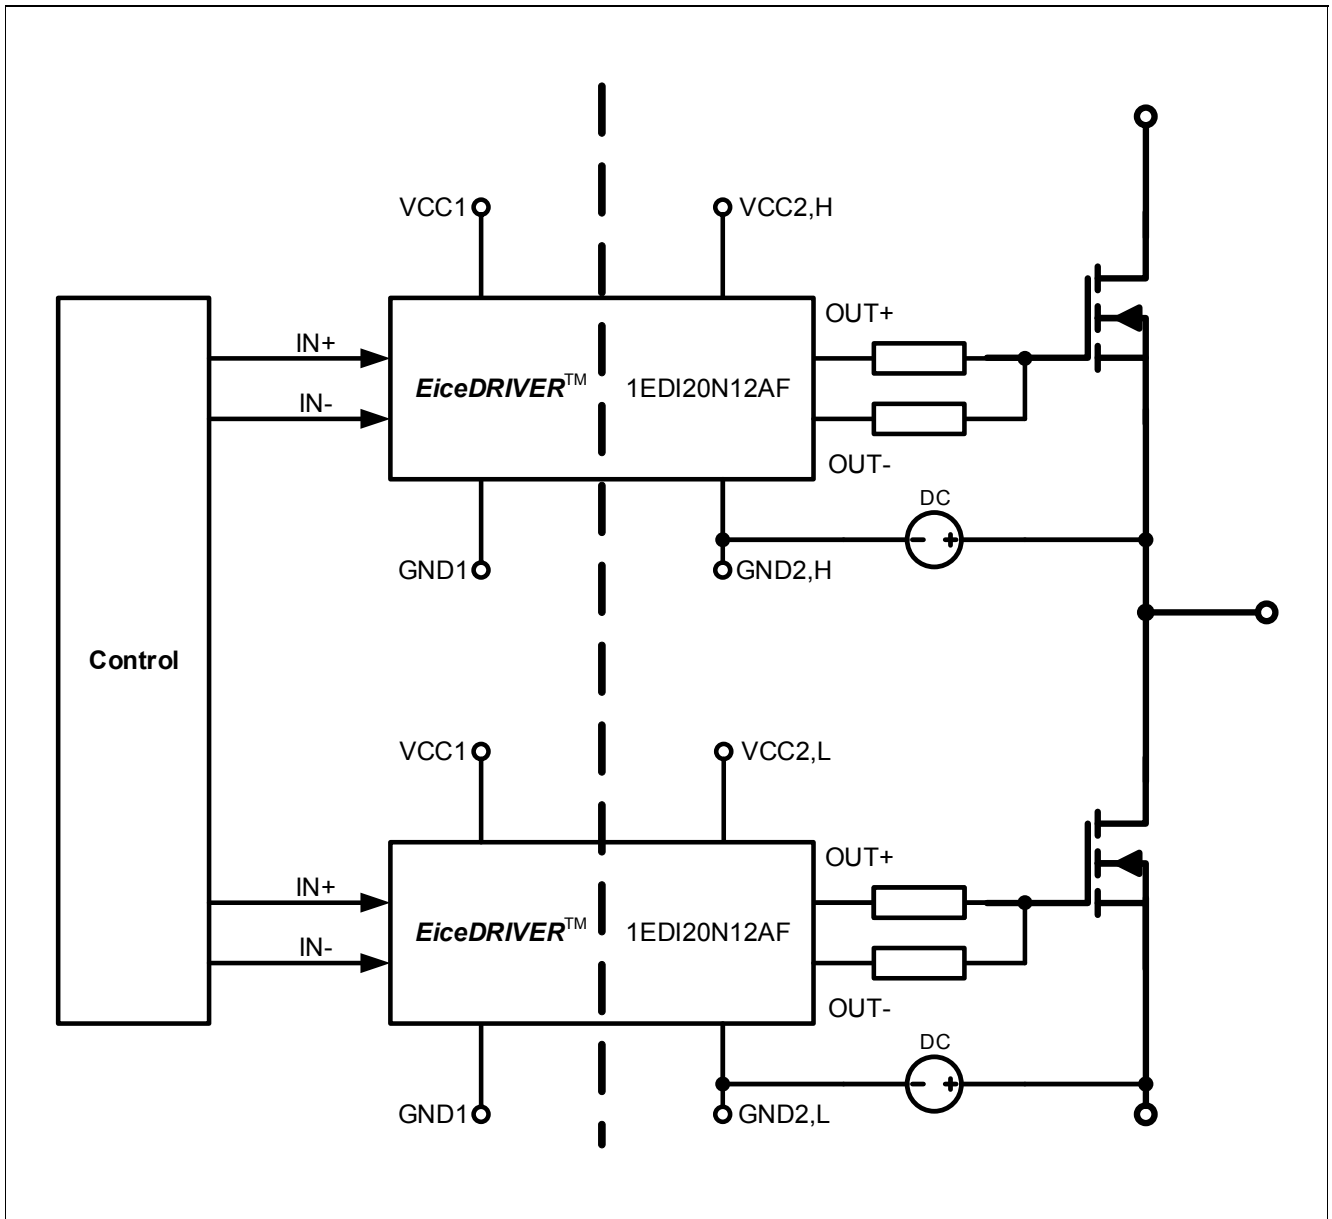 VCC1
VCC2,H
OUT+
IN+
EiceDRIVER™ 1EDI20N12AF
IN-
OUT-
DC
- +
GND1
GND2,H
Control
VCC1
VCC2,L
OUT+
IN+
EiceDRIVER™ 1EDI20N12AF
IN-
OUT-
DC
- +
GND1
GND2,L